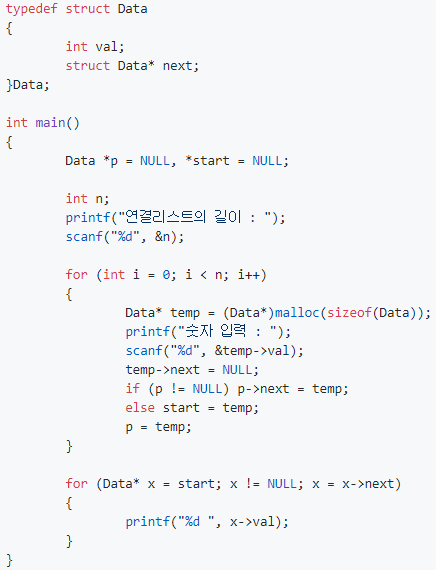 typedef struct Data
{
        int val;
        struct Data* next;
}Data;

int main()
{
        Data *p = NULL, *start = NULL;

        int n;
        printf("연결리스트의 길이 : ");
        scanf("%d", &n);

        for (int i = 0; i < n; i++)
        {
                Data* temp = (Data*)malloc(sizeof(Data));
                printf("숫자 입력 : ");
                scanf("%d", &temp->val);
                temp->next = NULL;
                if (p != NULL) p->next = temp;
                else start = temp;
                p = temp;
        }

        for (Data* x = start; x != NULL; x = x->next)
        {
                printf("%d ", x->val);
        }
}